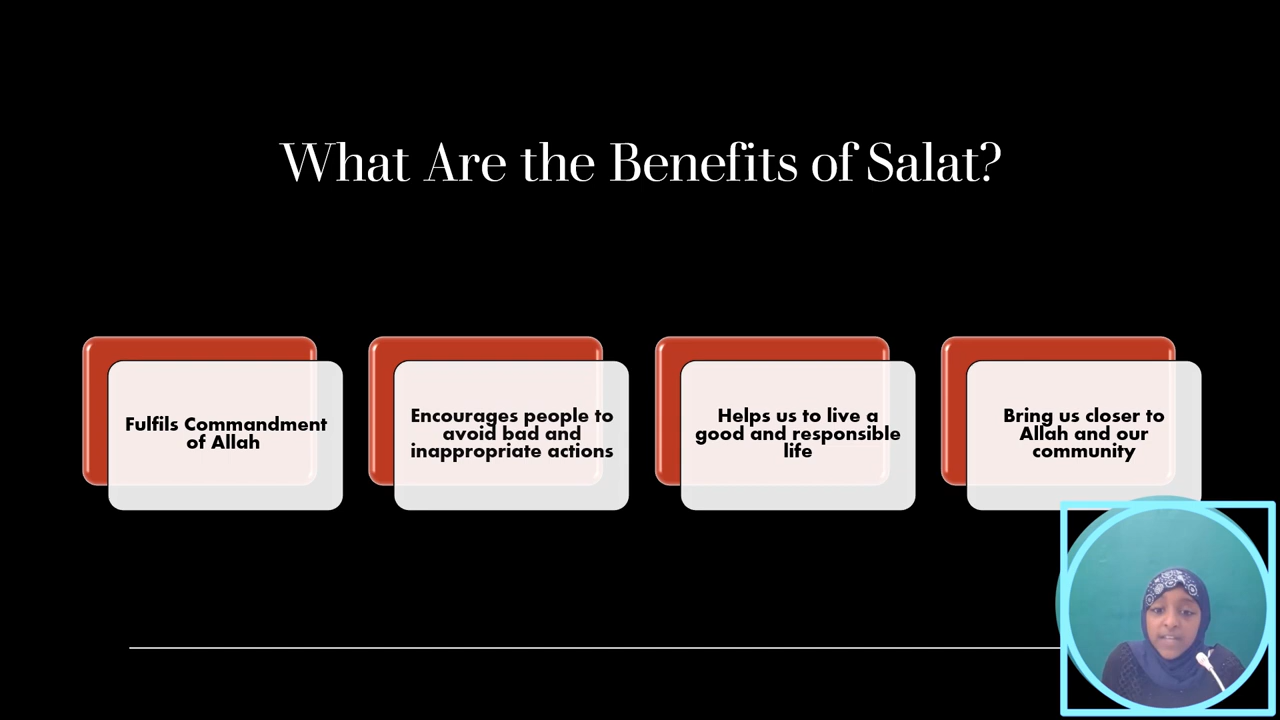 What Are the Benefits of Salat?
Fulfils Commandment
of Allah
Encourages people to
avoid bad and
inappropriate actions
Helps us to live a
good and responsible
life
Bring us closer to
Allah and our
community